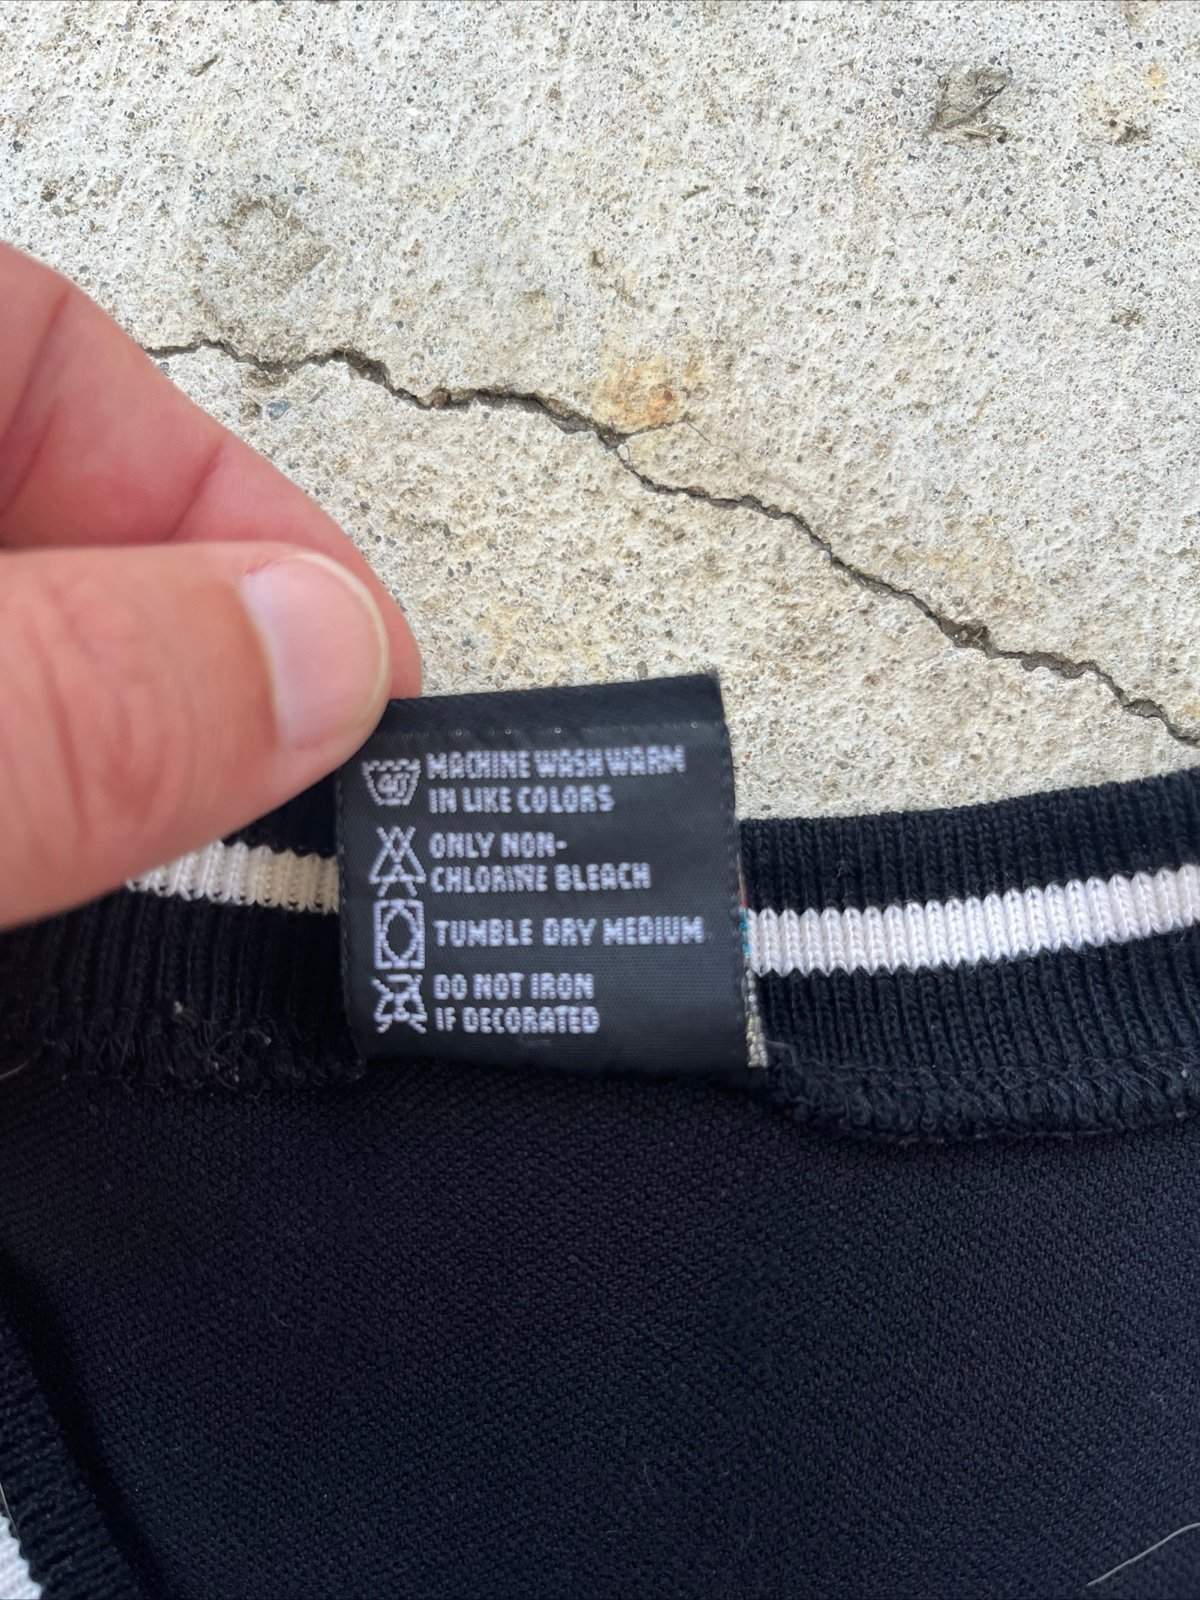 40
MACHINE WASH WARM
IN LIKE COLORS
ONLY NON-
CHLORINE BLEACH
TUMBLE DRY MEDIUM
DO NOT IRON
IF DECORATED